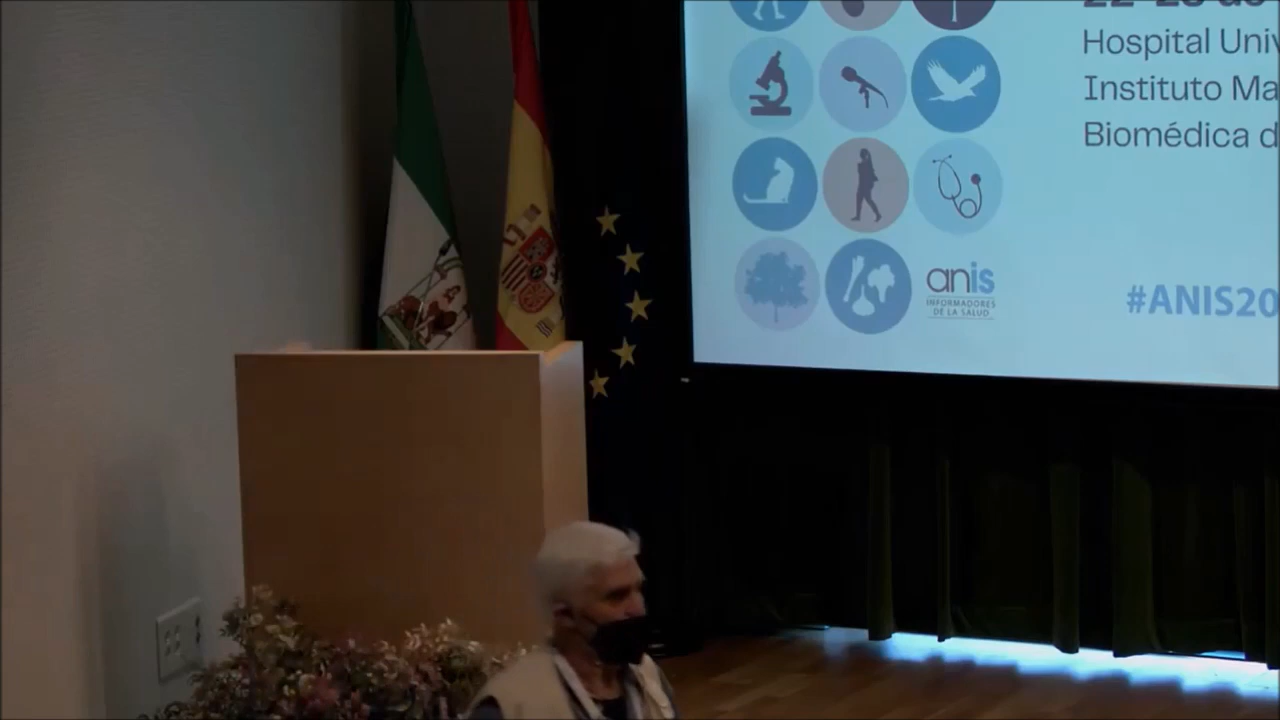 Hospital Univ
Instituto Ma
Biomédica d
anis
INFORMADORES
DE LA SALUD
#ANIS20